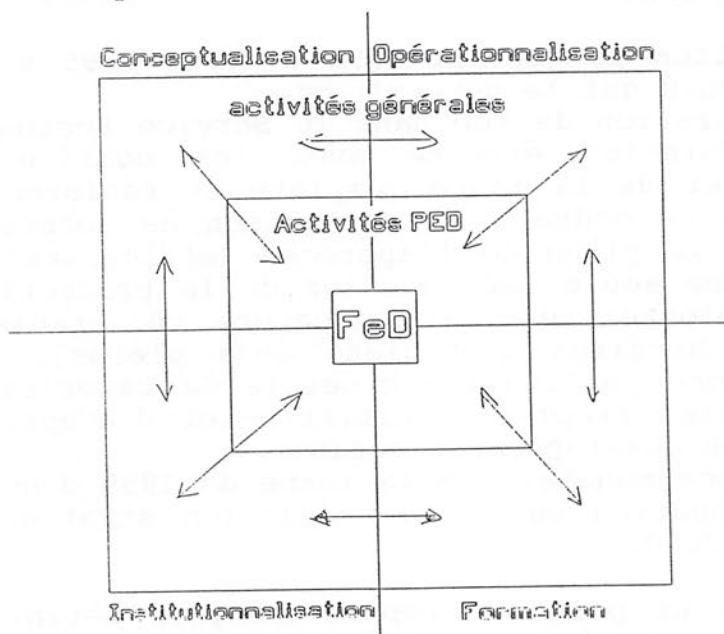 Conceptualisation Opérationnalisation
activités générales
Activités PED
FeD
Institutionnalisation Formation